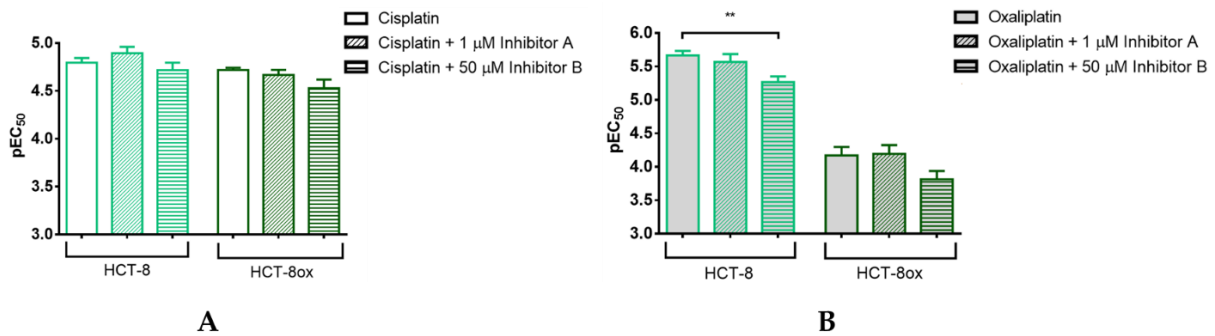 Cisplatin
Cisplatin + 1 μM Inhibitor A
Cisplatin + 50 μM Inhibitor B
5.0
4.5
4.0
3.5
3.0
pEC50
HCT-8
HCT-8ox
A
Oxaliplatin
Oxaliplatin + 1 μM Inhibitor A
Oxaliplatin + 50 μM Inhibitor B
**
6.0
5.5
5.0
4.5
4.0
3.5
3.0
pEC50
HCT-8
HCT-8ox
B